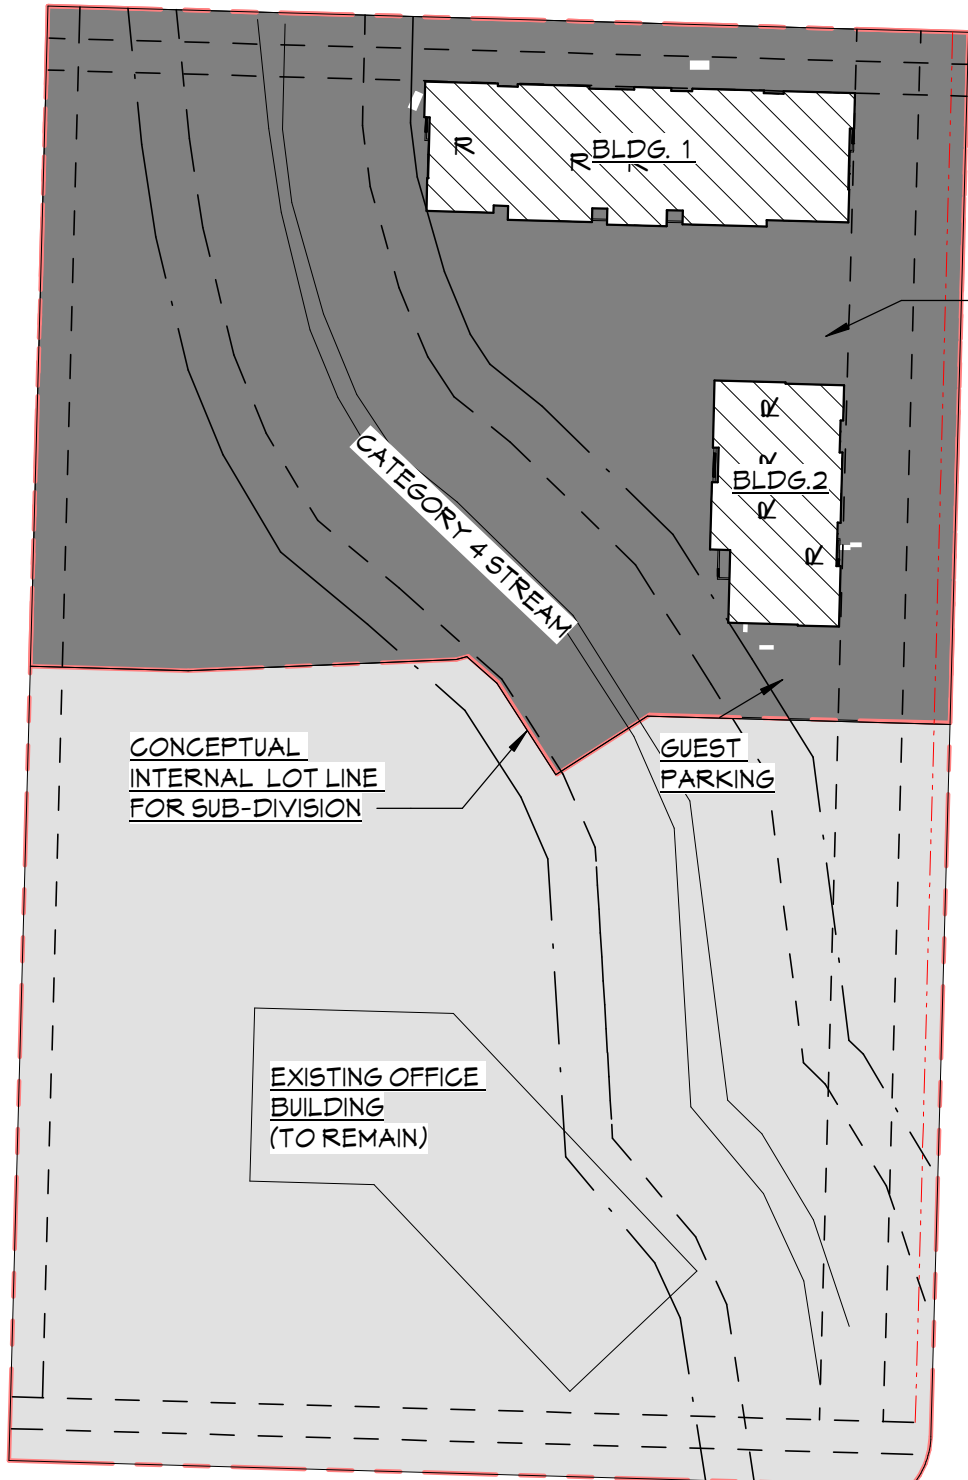 BLDG. 1
R
R
BLDG.2
R
R
R
R
CATEGORY 4 STREAM
CONCEPTUAL
INTERNAL LOT LINE
FOR SUB-DIVISION
GUEST
PARKING
EXISTING OFFICE
BUILDING
(TO REMAIN)